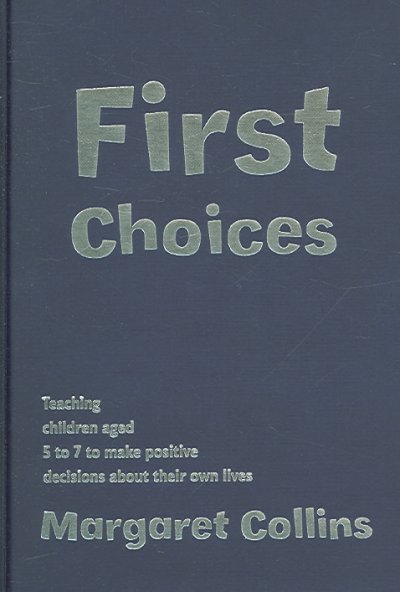 First
Choices
Teaching
children aged
5 to 7 to make positive
decisions about their own lives
Margaret Collins